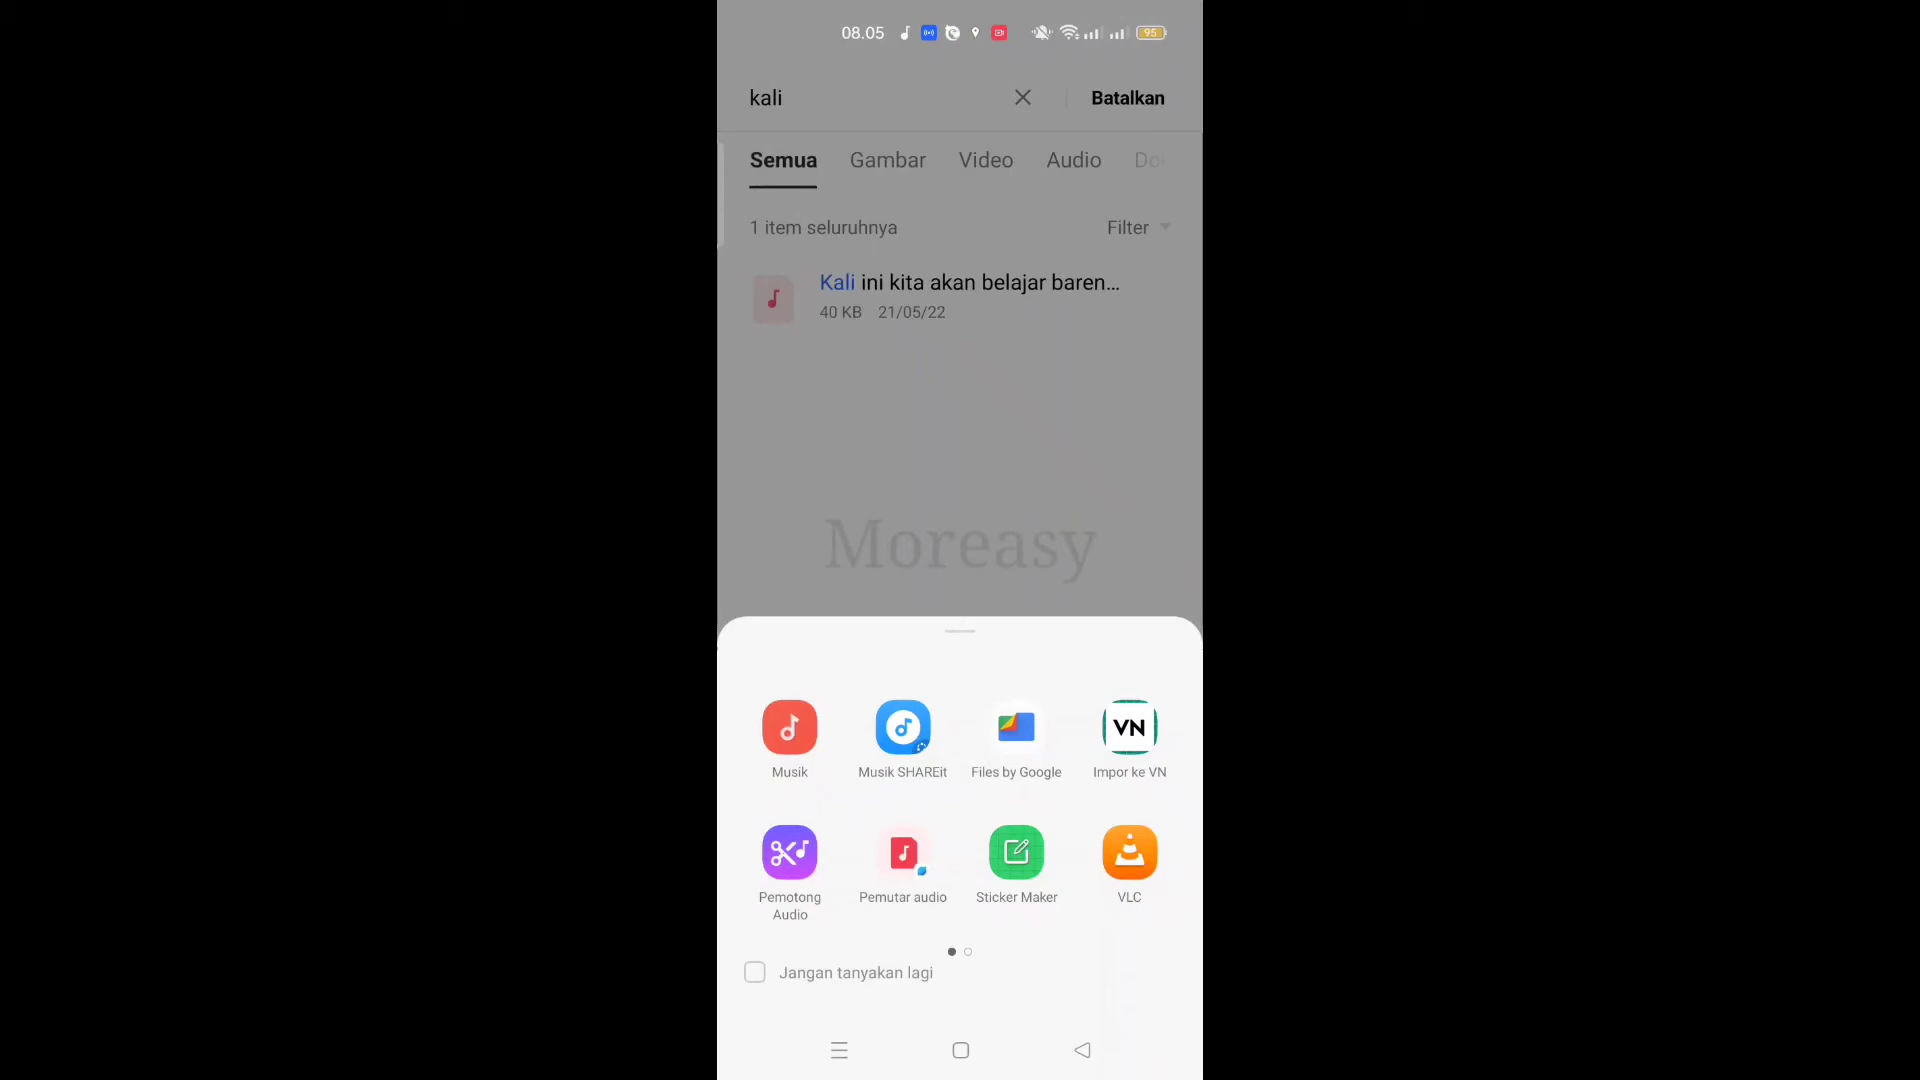 08.05
95
kali
Batalkan
Semua Gambar Video Audio Do
1 item seluruhnya
Filter
Kali ini kita akan belajar baren...
40 KB 21/05/22
Moreasy
Musik
Musik SHAREit
Files by Google
VN
Impor ke VN
Pemotong Audio
Pemutar audio
Sticker Maker
VLC
Jangan tanyakan lagi